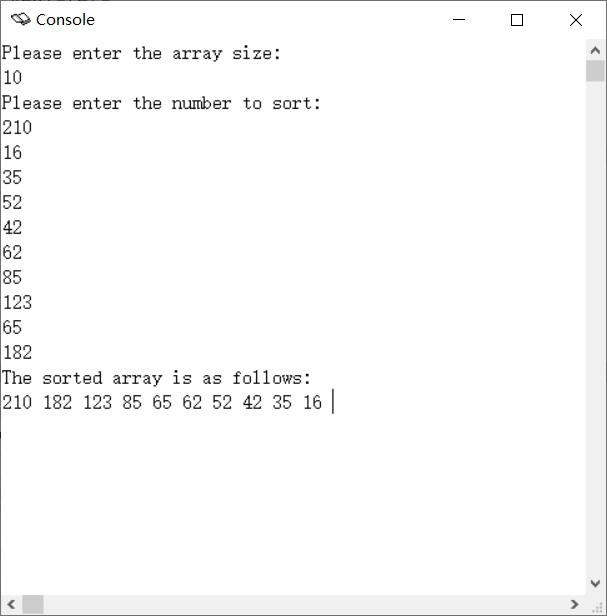 Console
Please enter the array size:
10
Please enter the number to sort:
210
16
35
52
42
62
85
123
65
182
The sorted array is as follows:
210 182 123 85 65 62 52 42 35 16